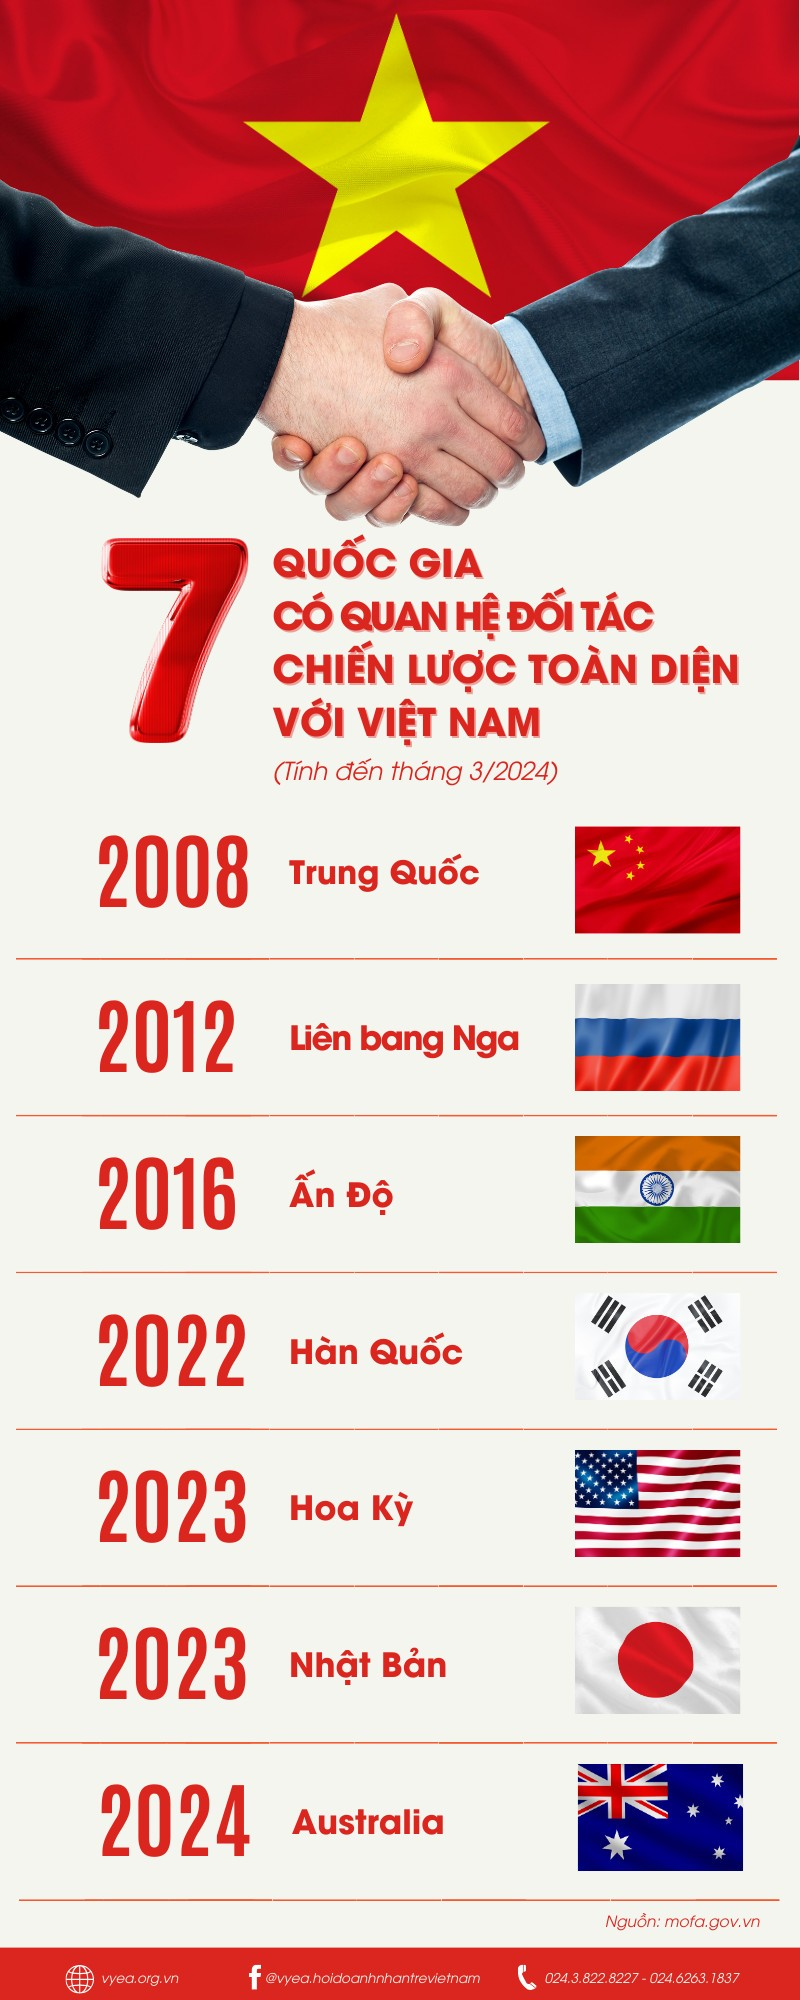 7
QUỐC GIA
CÓ QUAN HỆ ĐỐI TÁC
CHIẾN LƯỢC TOÀN DIỆN
VỚI VIỆT NAM
(Tính đến tháng 3/2024)
2008 Trung Quốc
2012 Liên bang Nga
2016 Ấn Độ
2022 Hàn Quốc
2023 Hoa Kỳ
2023 Nhật Bản
2024 Australia
Nguồn: mofa.gov.vn
vyea.org.vn @vyea.hoidoanhnhantrevietnam 024.3.822.8227 - 024.6263.1837